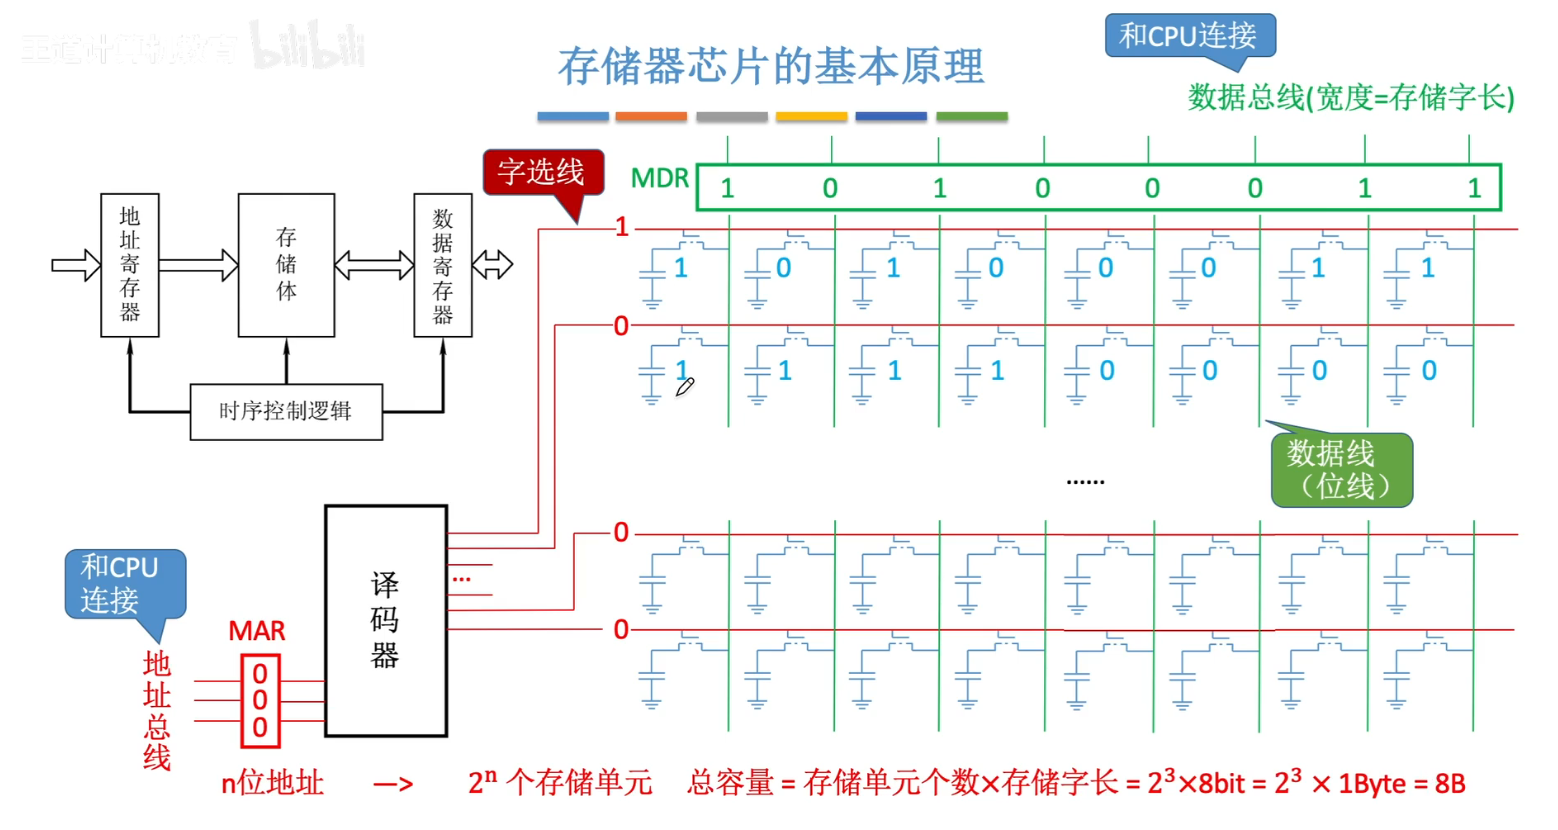 王道计算机教育 bilibili
和CPU连接
存储器芯片的基本原理
数据总线(宽度=存储字长)
字选线
MDR 1 0 1 0 0 0 1 1
地址寄存器
存储体
数据寄存器
时序控制逻辑
1
1 0 1 0 0 0 1 1
0
1 1 1 1 0 0 0 0
数据线
（位线）
......
0
0
和CPU
连接
MAR
地址总线
0
0
0
译码器
...
n位地址 —> 2ⁿ 个存储单元 总容量 = 存储单元个数×存储字长 = 2³×8bit = 2³ × 1Byte = 8B